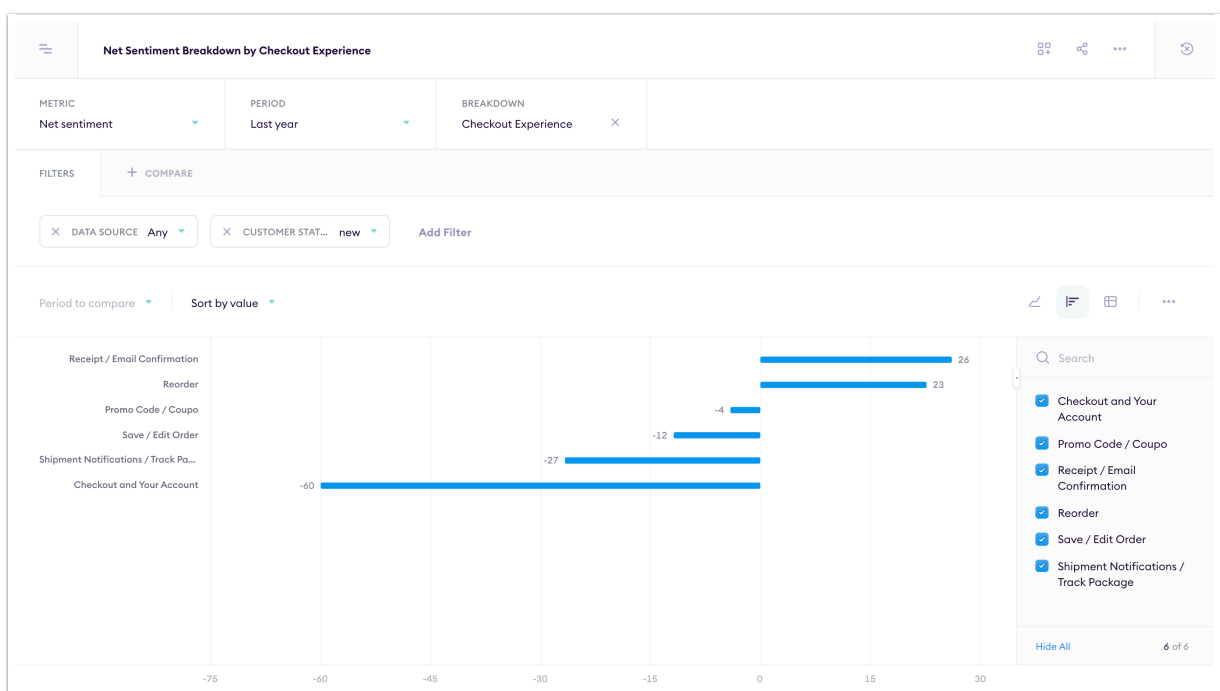 Net Sentiment Breakdown by Checkout Experience
METRIC
Net sentiment
PERIOD
Last year
BREAKDOWN
Checkout Experience
FILTERS
+ COMPARE
DATA SOURCE Any
CUSTOMER STAT... new
Add Filter
Period to compare
Sort by value
Receipt / Email Confirmation
26
Reorder
23
Promo Code / Coupo
-4
Save / Edit Order
-12
Shipment Notifications / Track Pa...
-27
Checkout and Your Account
-60
-75
-60
-45
-30
-15
0
15
30
Search
Checkout and Your
Account
Promo Code / Coupo
Receipt / Email
Confirmation
Reorder
Save / Edit Order
Shipment Notifications /
Track Package
Hide All
6 of 6